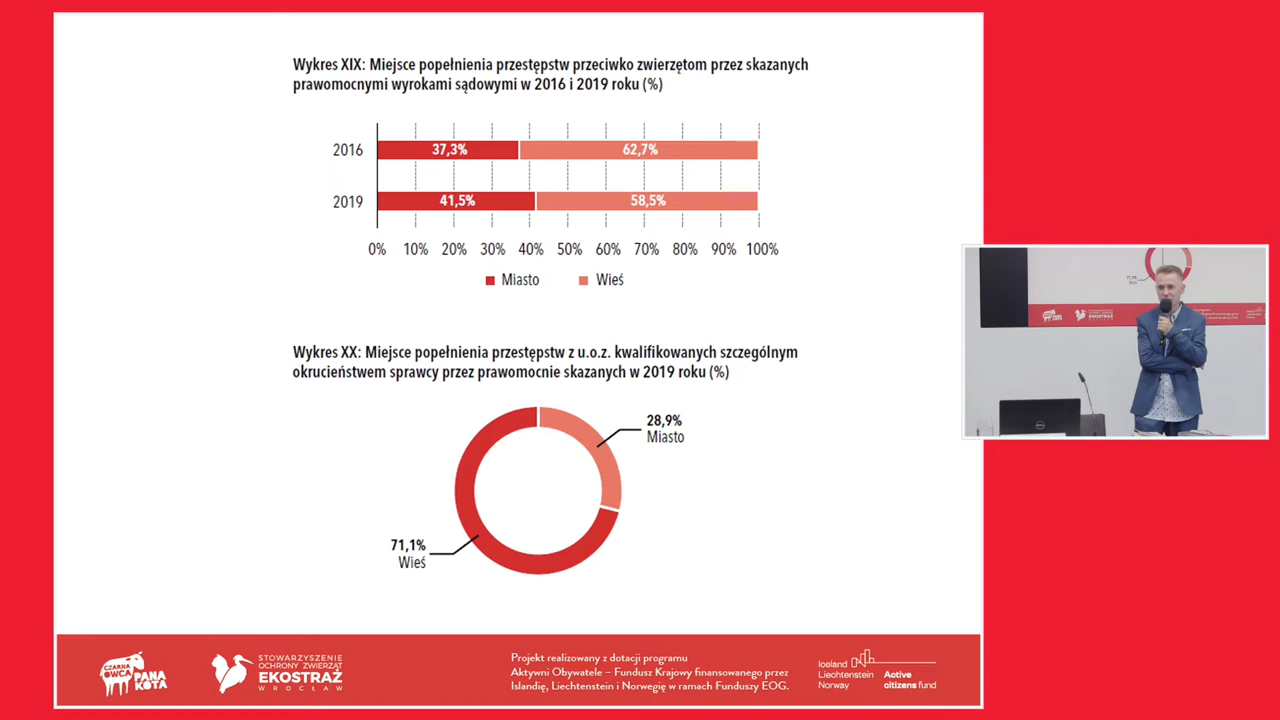 Wykres XIX: Miejsce popełnienia przestępstw przeciwko zwierzętom przez skazanych
prawomocnymi wyrokami sądowymi w 2016 i 2019 roku (%)
2016 37,3% 62,7%
2019 41,5% 58,5%
0% 10% 20% 30% 40% 50% 60% 70% 80% 90% 100%
Miasto Wieś
Wykres XX: Miejsce popełnienia przestępstw z u.o.z. kwalifikowanych szczególnym
okrucieństwem sprawcy przez prawomocnie skazanych w 2019 roku (%)
28,9%
Miasto
71,1%
Wieś
CZARNA
OWCA
PANA
KOTA
STOWARZYSZENIE
OCHRONY ZWIERZĄT
EKOSTRAŻ
WROCŁAW
Projekt realizowany z dotacji programu
Aktywni Obywatele – Fundusz Krajowy finansowanego przez
Islandię, Liechtenstein i Norwegię w ramach Funduszy EOG.
Iceland
Liechtenstein
Norway
Active
citizens fund
PANA
KOTA
EKOSTRAŻ